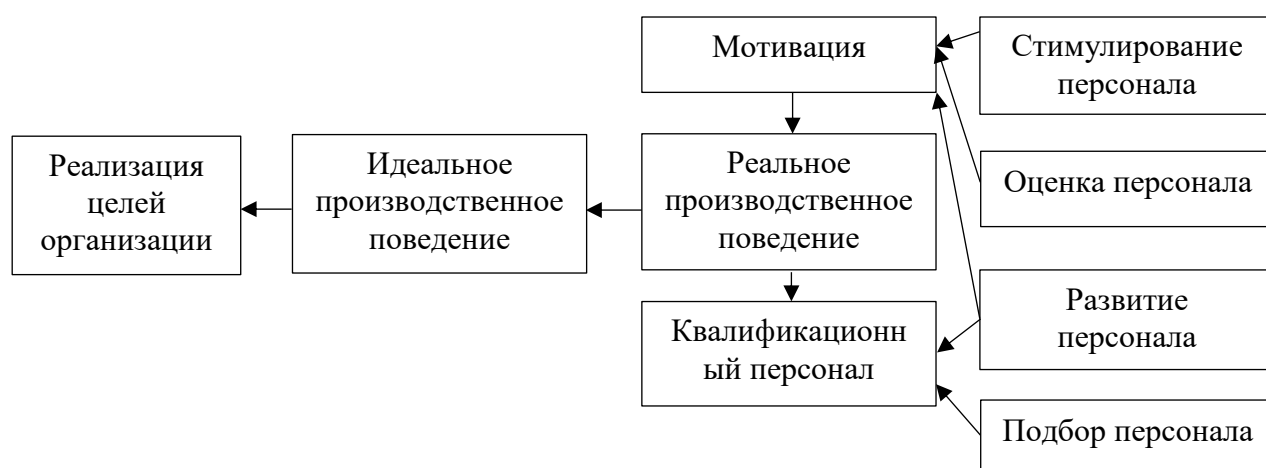 Мотивация
Стимулирование
персонала
Реализация
целей
организации
Идеальное
производственное
поведение
Реальное
производственное
поведение
Оценка персонала
Квалификационн
ый персонал
Развитие
персонала
Подбор персонала